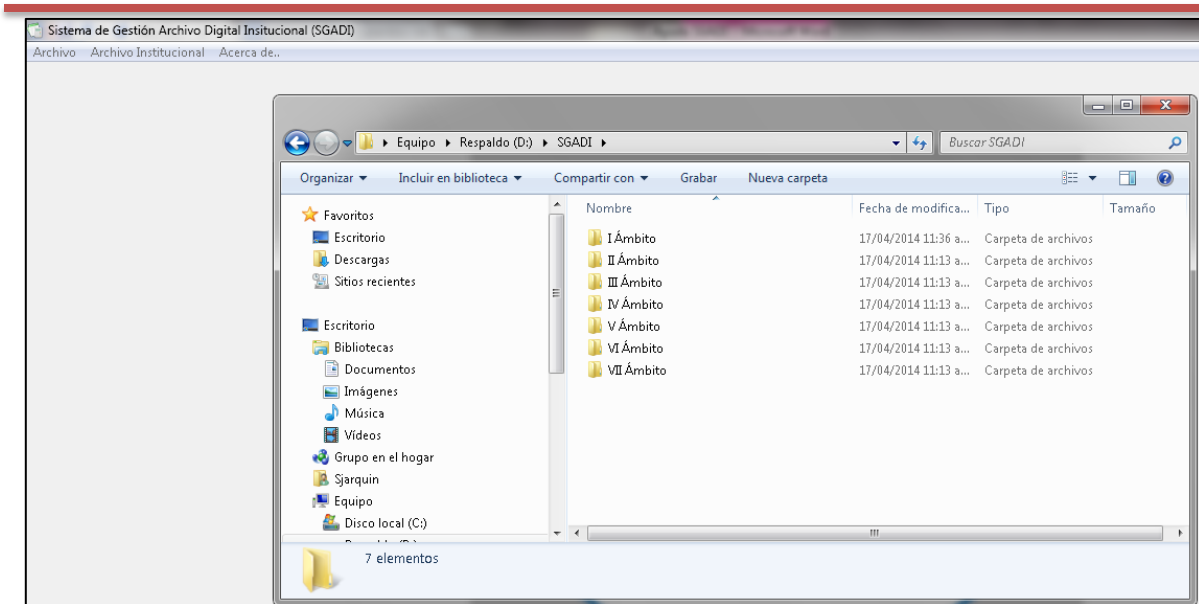 Sistema de Gestión Archivo Digital Insitucional (SGADI)
Archivo Archivo Institucional Acerca de..
Equipo Respaldo (D:) SGADI
Buscar SGADI
Organizar Incluir en biblioteca Compartir con Grabar Nueva carpeta
Favoritos
Escritorio
Descargas
Sitios recientes
Escritorio
Bibliotecas
Documentos
Imágenes
Música
Vídeos
Grupo en el hogar
Sjarquin
Equipo
Disco local (C:)
Nombre Fecha de modifica... Tipo Tamaño
I Ámbito 17/04/2014 11:36 a... Carpeta de archivos
II Ámbito 17/04/2014 11:13 a... Carpeta de archivos
III Ámbito 17/04/2014 11:13 a... Carpeta de archivos
IV Ámbito 17/04/2014 11:13 a... Carpeta de archivos
V Ámbito 17/04/2014 11:13 a... Carpeta de archivos
VI Ámbito 17/04/2014 11:13 a... Carpeta de archivos
VII Ámbito 17/04/2014 11:13 a... Carpeta de archivos
7 elementos